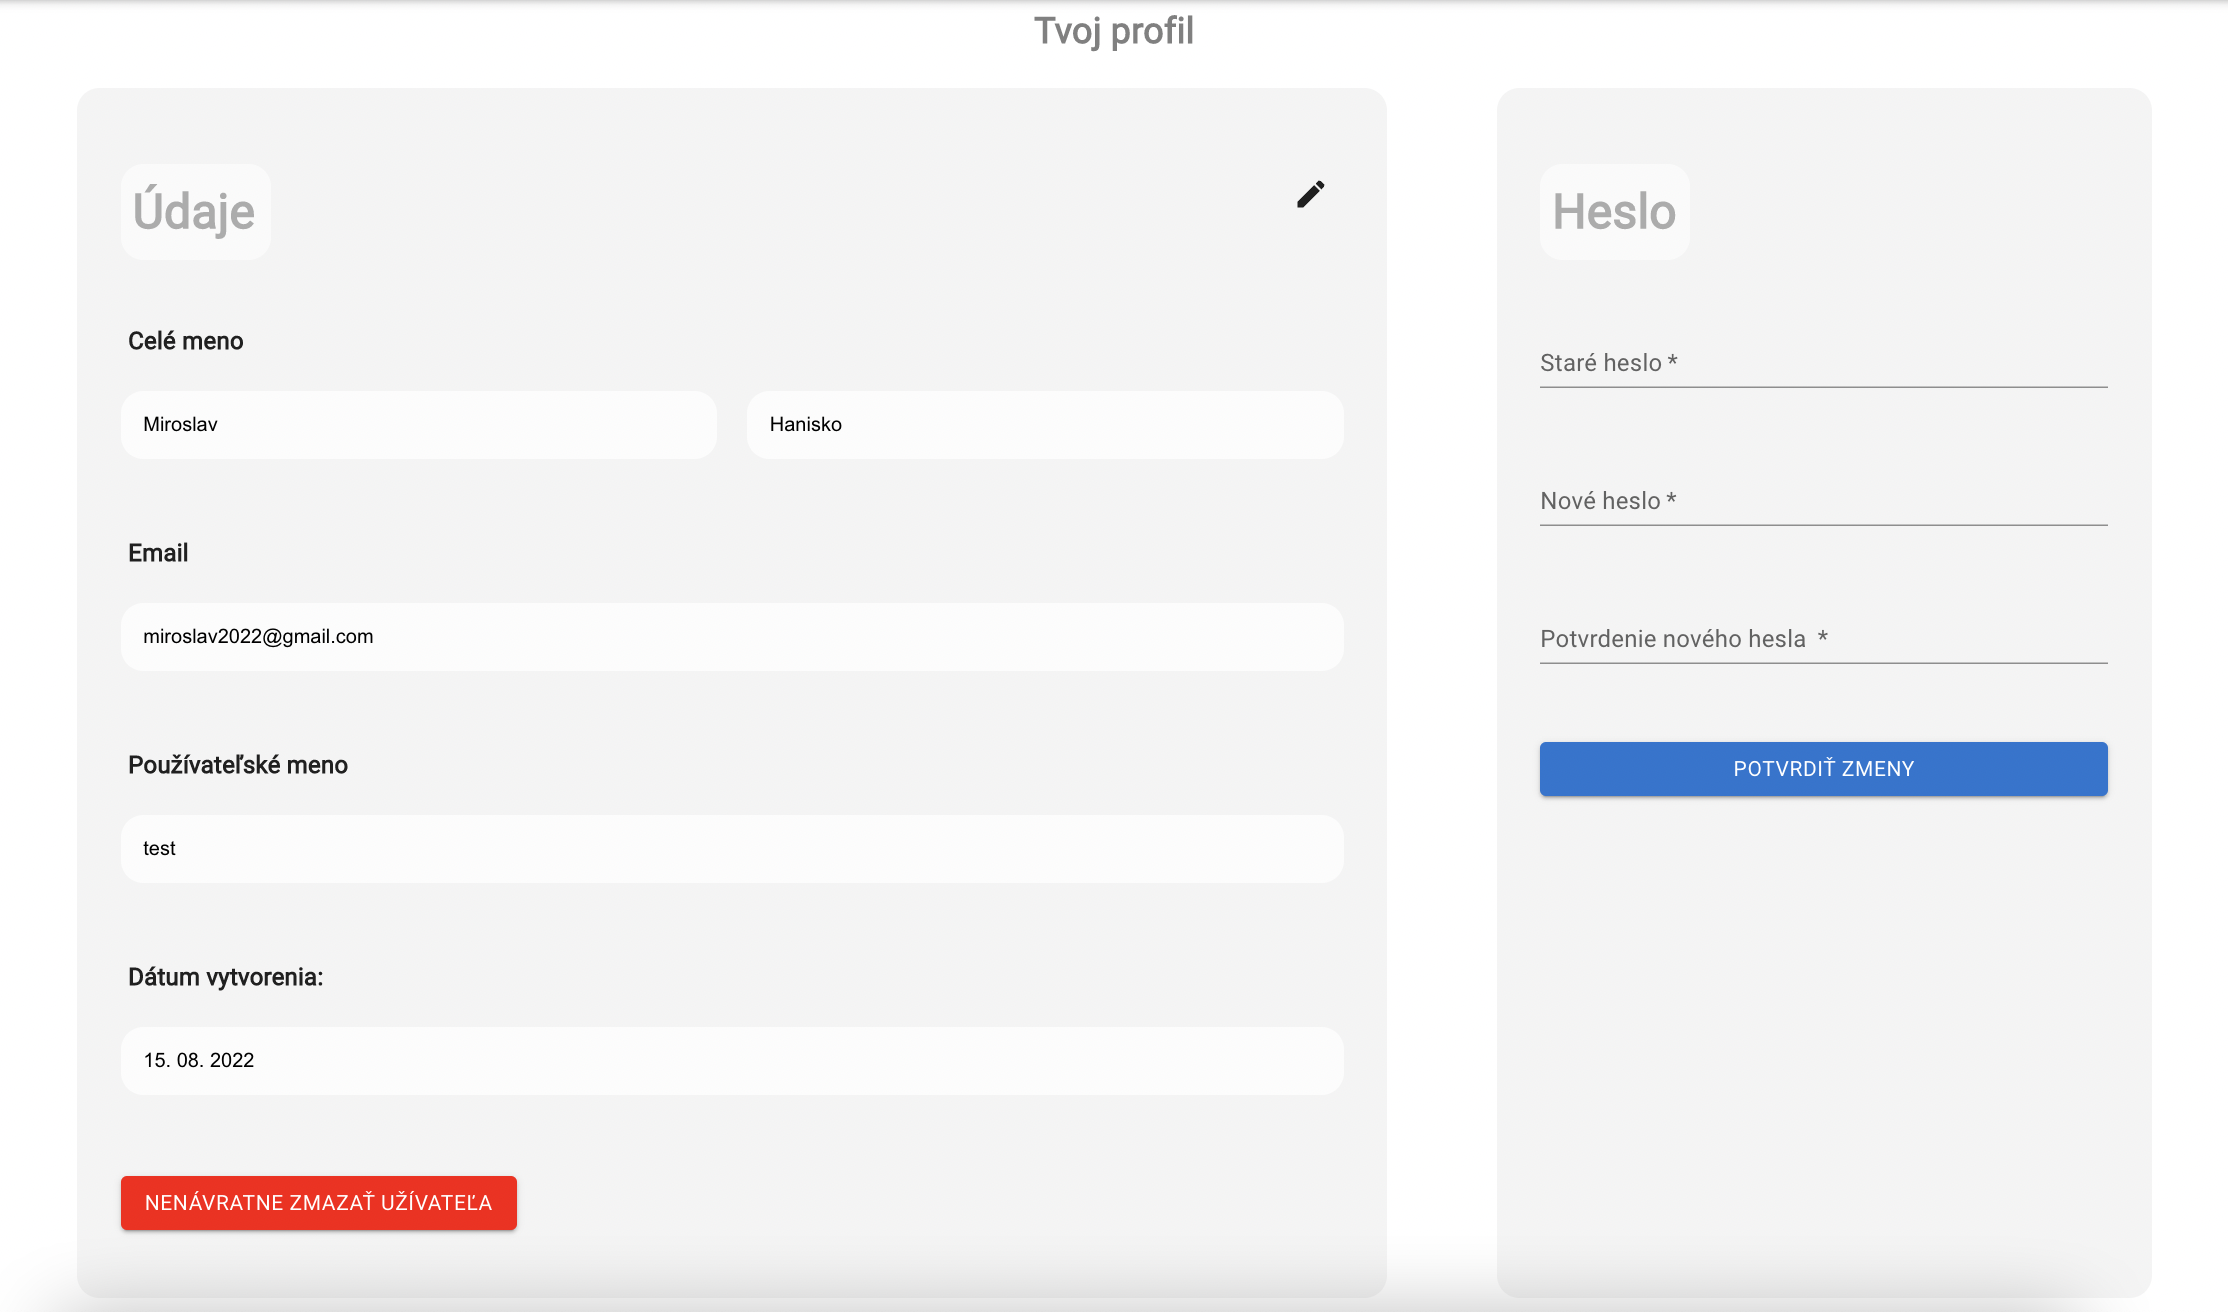 Tvoj profil
Údaje
Celé meno
Miroslav Hanisko
Email
miroslav2022@gmail.com
Používateľské meno
test
Dátum vytvorenia:
15. 08. 2022
NENÁVRATNE ZMAZAŤ UŽÍVATEĽA
Heslo
Staré heslo *
Nové heslo *
Potvrdenie nového hesla *
POTVRDIŤ ZMENY